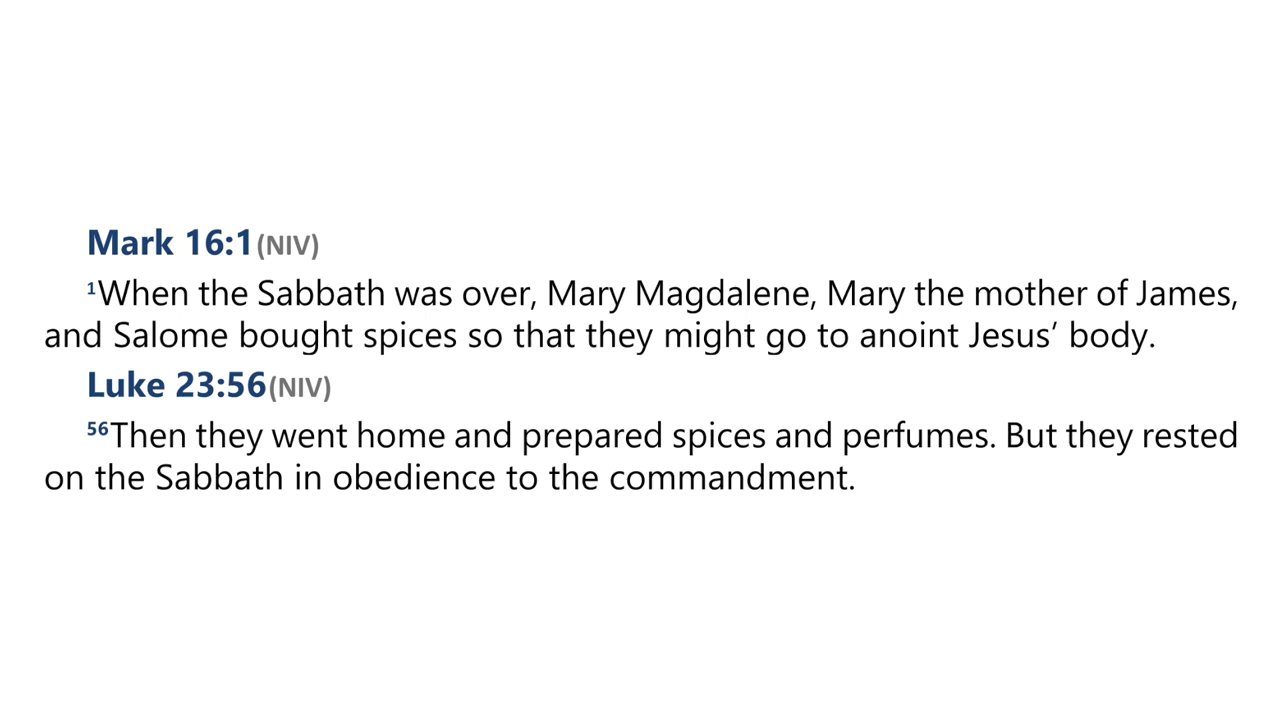 Mark 16:1(NIV)
1When the Sabbath was over, Mary Magdalene, Mary the mother of James,
and Salome bought spices so that they might go to anoint Jesus’ body.
Luke 23:56(NIV)
56Then they went home and prepared spices and perfumes. But they rested
on the Sabbath in obedience to the commandment.